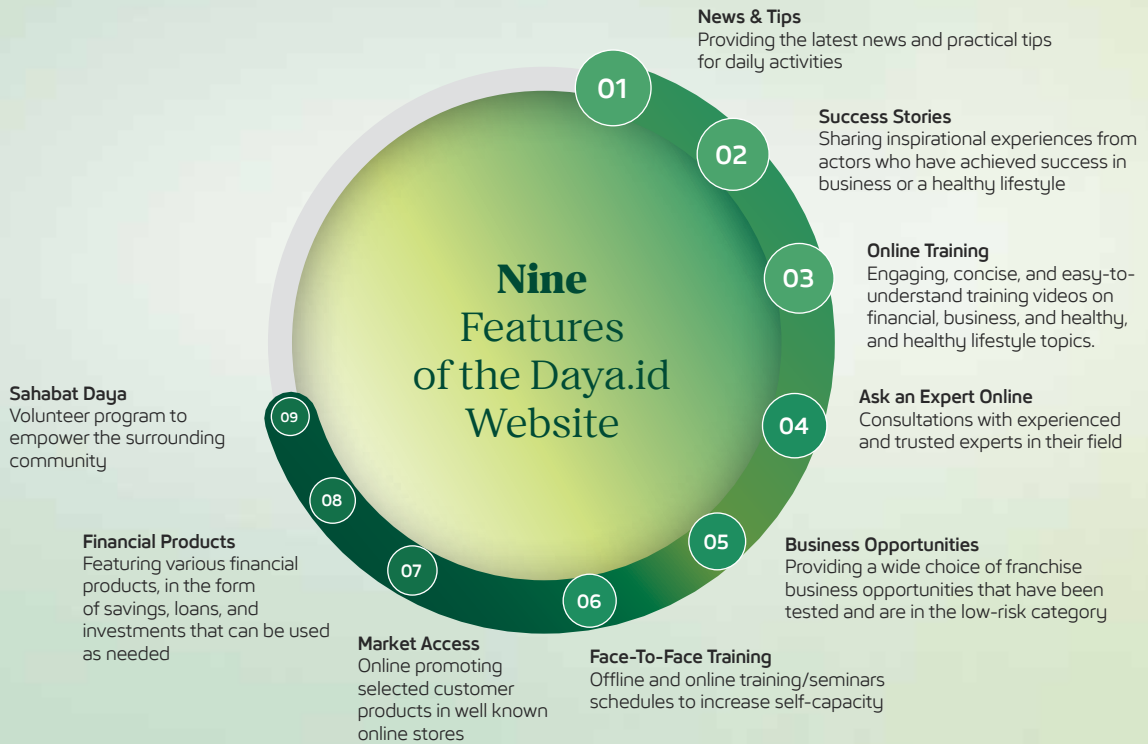 Nine
Features
of the Daya.id
Website
01
News & Tips
Providing the latest news and practical tips
for daily activities
02
Success Stories
Sharing inspirational experiences from
actors who have achieved success in
business or a healthy lifestyle
03
Online Training
Engaging, concise, and easy-to-
understand training videos on
financial, business, and healthy,
and healthy lifestyle topics.
04
Ask an Expert Online
Consultations with experienced
and trusted experts in their field
05
Business Opportunities
Providing a wide choice of franchise
business opportunities that have been
tested and are in the low-risk category
06
Face-To-Face Training
Offline and online training/seminars
schedules to increase self-capacity
07
Market Access
Online promoting
selected customer
products in well known
online stores
08
Financial Products
Featuring various financial
products, in the form
of savings, loans, and
investments that can be used
as needed
09
Sahabat Daya
Volunteer program to
empower the surrounding
community